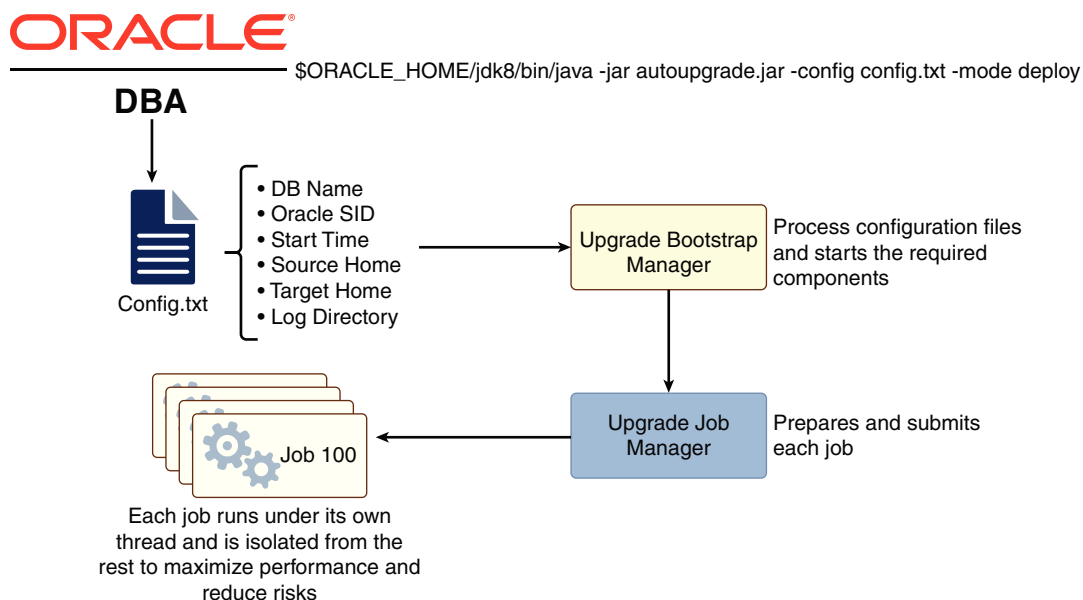 ORACLE®
$ORACLE_HOME/jdk8/bin/java -jar autoupgrade.jar -config config.txt -mode deploy
DBA
Config.txt
• DB Name
• Oracle SID
• Start Time
• Source Home
• Target Home
• Log Directory
Upgrade Bootstrap
Manager
Process configuration files
and starts the required
components
Upgrade Job
Manager
Prepares and submits
each job
Job 100
Each job runs under its own
thread and is isolated from the
rest to maximize performance and
reduce risks